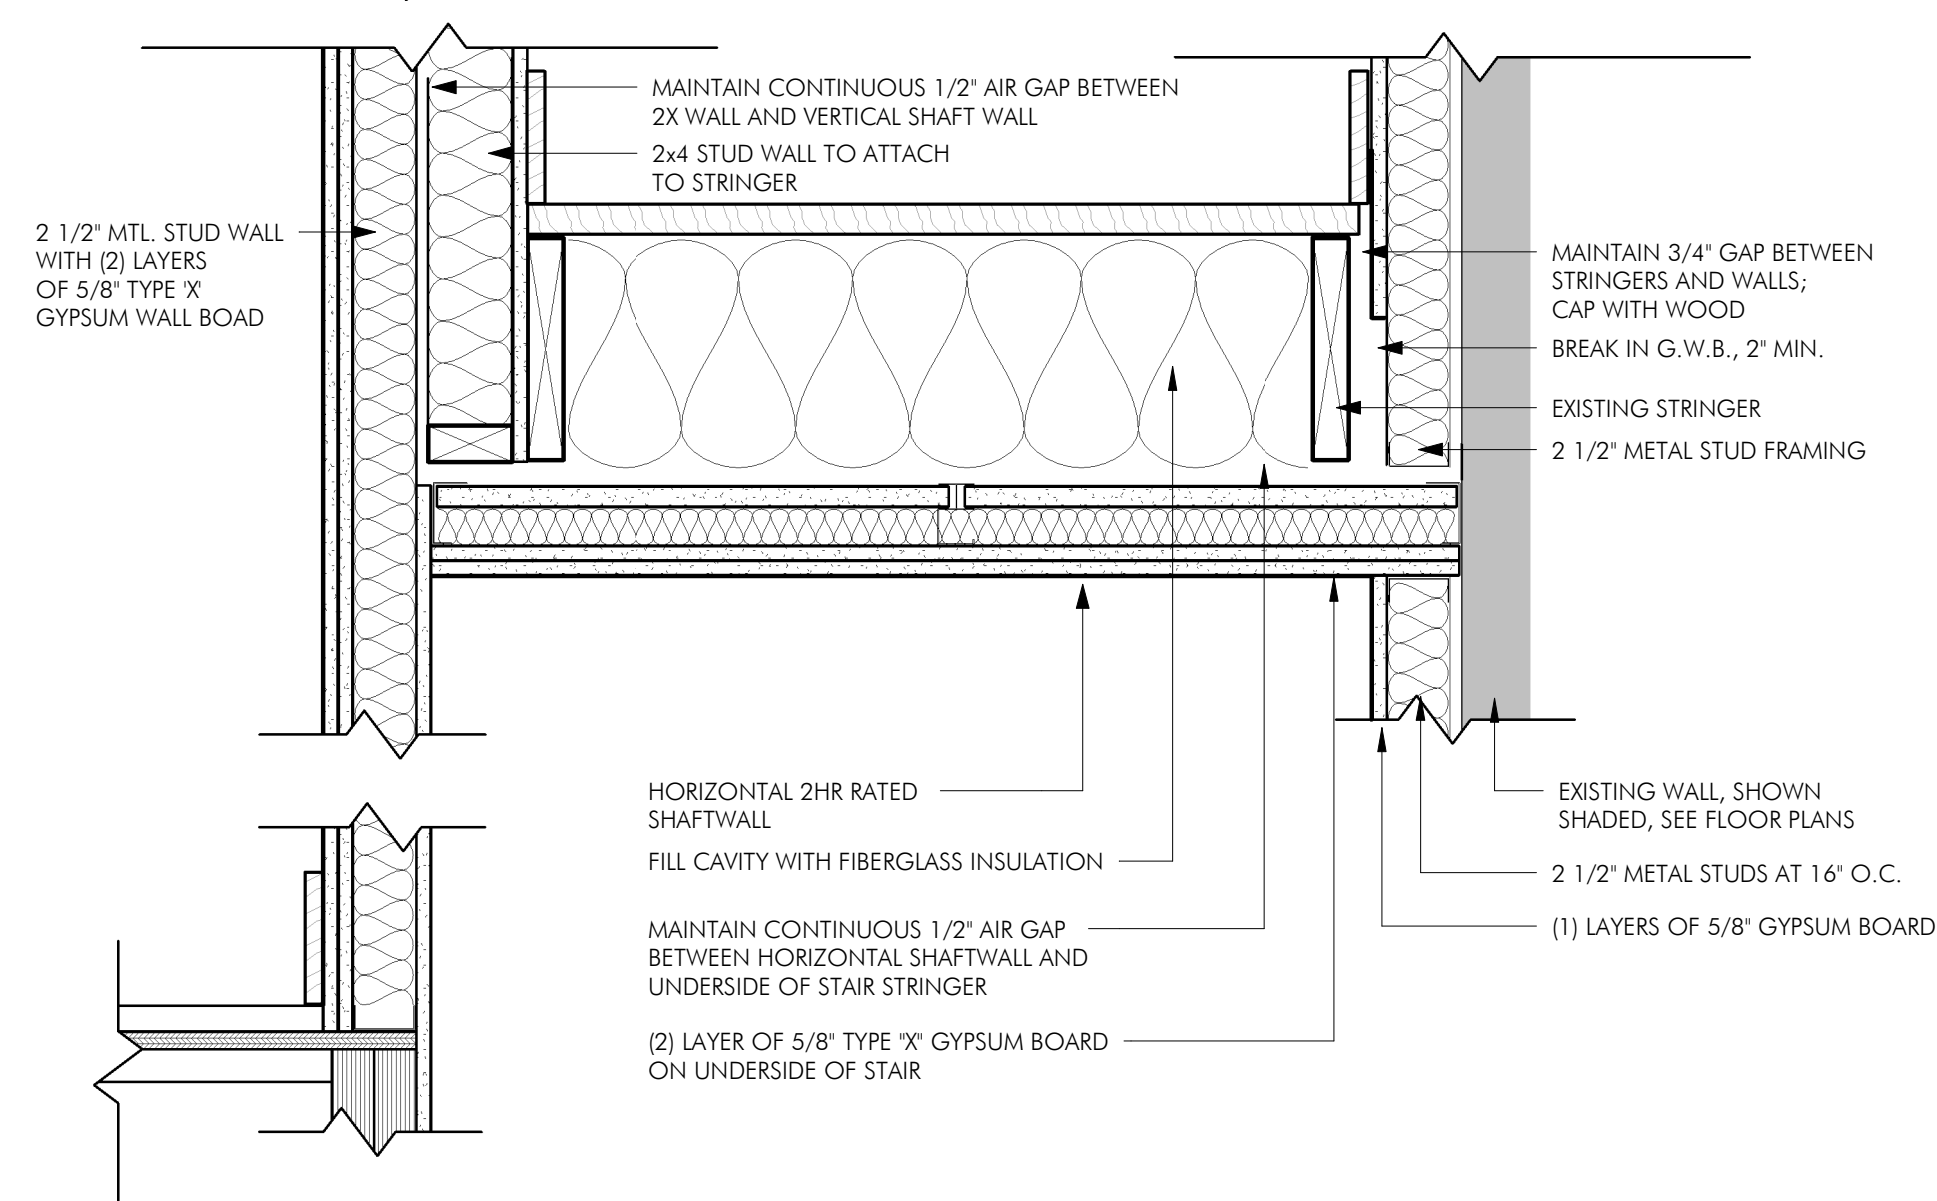 MAINTAIN CONTINUOUS 1/2" AIR GAP BETWEEN
2X WALL AND VERTICAL SHAFT WALL
2x4 STUD WALL TO ATTACH
TO STRINGER
2 1/2" MTL. STUD WALL
WITH (2) LAYERS
OF 5/8" TYPE 'X'
GYPSUM WALL BOAD
MAINTAIN 3/4" GAP BETWEEN
STRINGERS AND WALLS;
CAP WITH WOOD
BREAK IN G.W.B., 2" MIN.
EXISTING STRINGER
2 1/2" METAL STUD FRAMING
HORIZONTAL 2HR RATED
SHAFTWALL
FILL CAVITY WITH FIBERGLASS INSULATION
MAINTAIN CONTINUOUS 1/2" AIR GAP
BETWEEN HORIZONTAL SHAFTWALL AND
UNDERSIDE OF STAIR STRINGER
(2) LAYER OF 5/8" TYPE "X" GYPSUM BOARD
ON UNDERSIDE OF STAIR
EXISTING WALL, SHOWN
SHADED, SEE FLOOR PLANS
2 1/2" METAL STUDS AT 16" O.C.
(1) LAYERS OF 5/8" GYPSUM BOARD